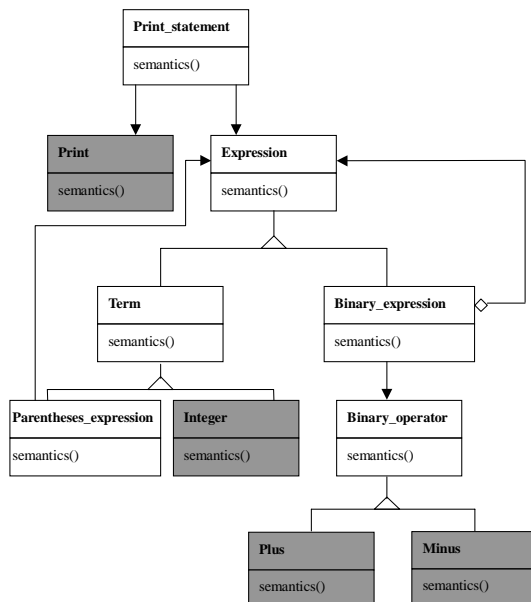 Print_statement
semantics()
Print
semantics()
Expression
semantics()
Term
semantics()
Binary_expression
semantics()
Parentheses_expression
semantics()
Integer
semantics()
Binary_operator
semantics()
Plus
semantics()
Minus
semantics()